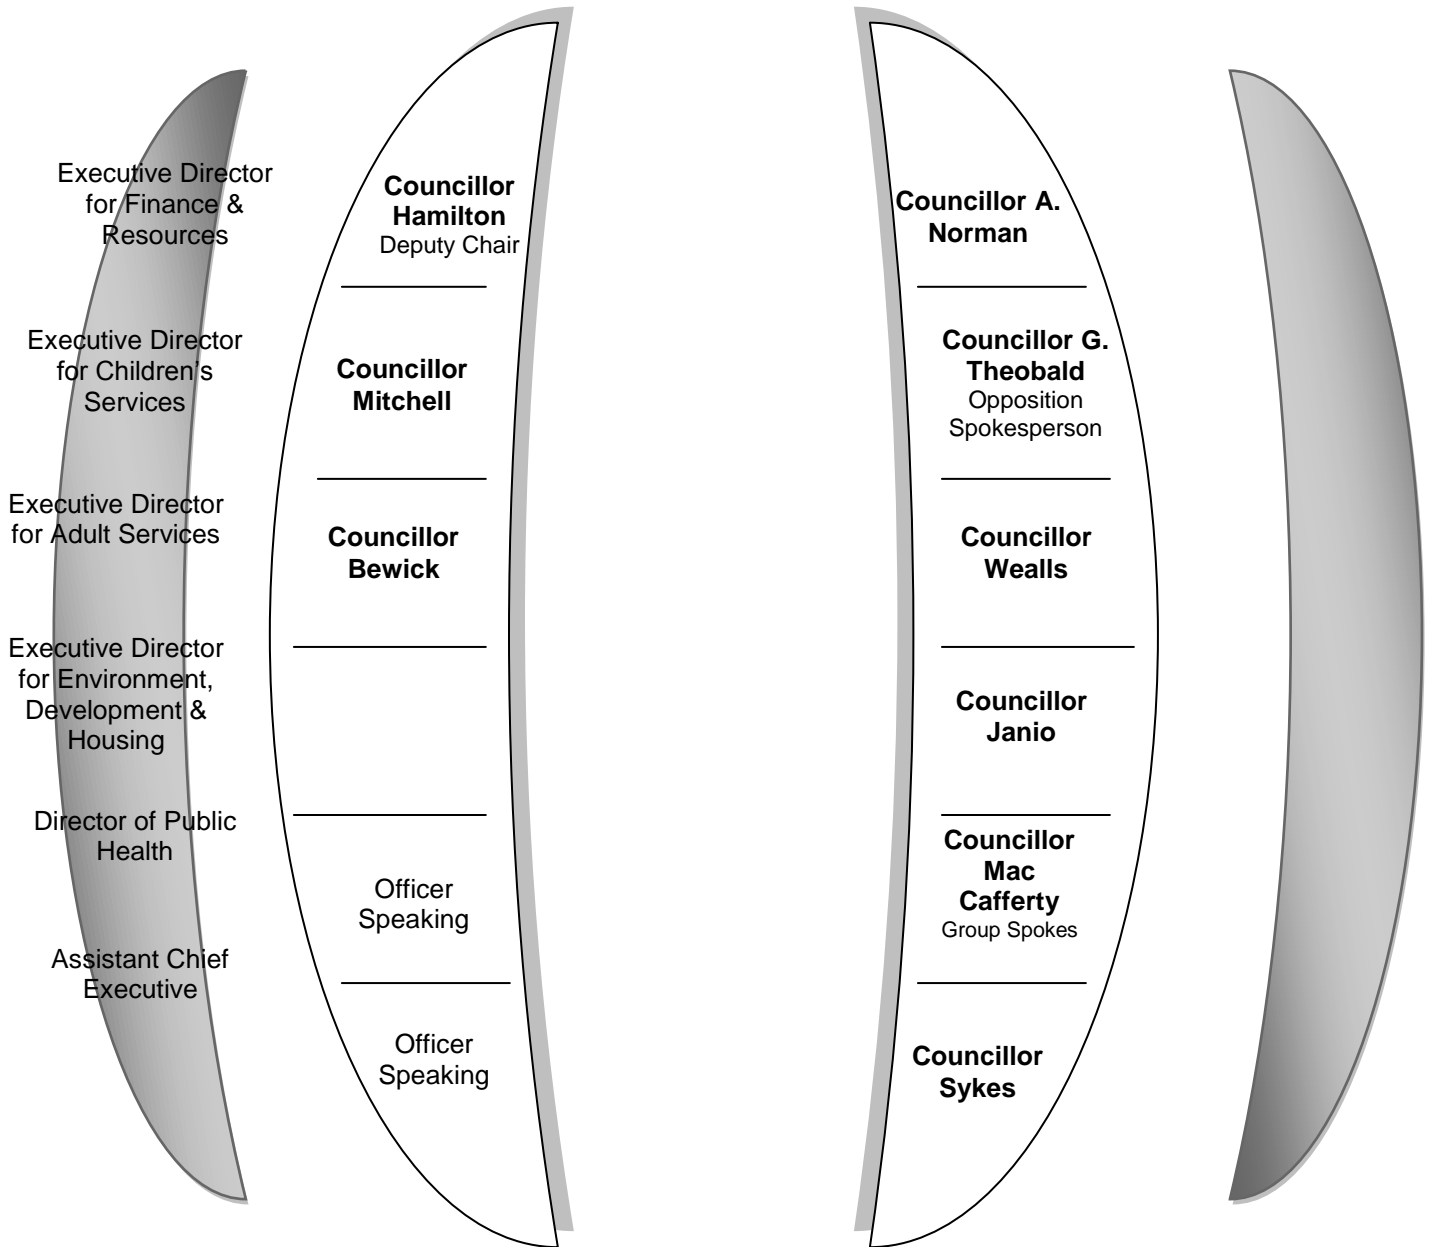 Executive Director
for Finance &
Resources
Executive Director
for Children's
Services
Executive Director
for Adult Services
Executive Director
for Environment,
Development &
Housing
Director of Public
Health
Assistant Chief
Executive
Councillor
Hamilton
Deputy Chair
Councillor
Mitchell
Councillor
Bewick
Officer
Speaking
Officer
Speaking
Councillor A.
Norman
Councillor G.
Theobald
Opposition
Spokesperson
Councillor
Wealls
Councillor
Janio
Councillor
Mac
Cafferty
Group Spokes
Councillor
Sykes